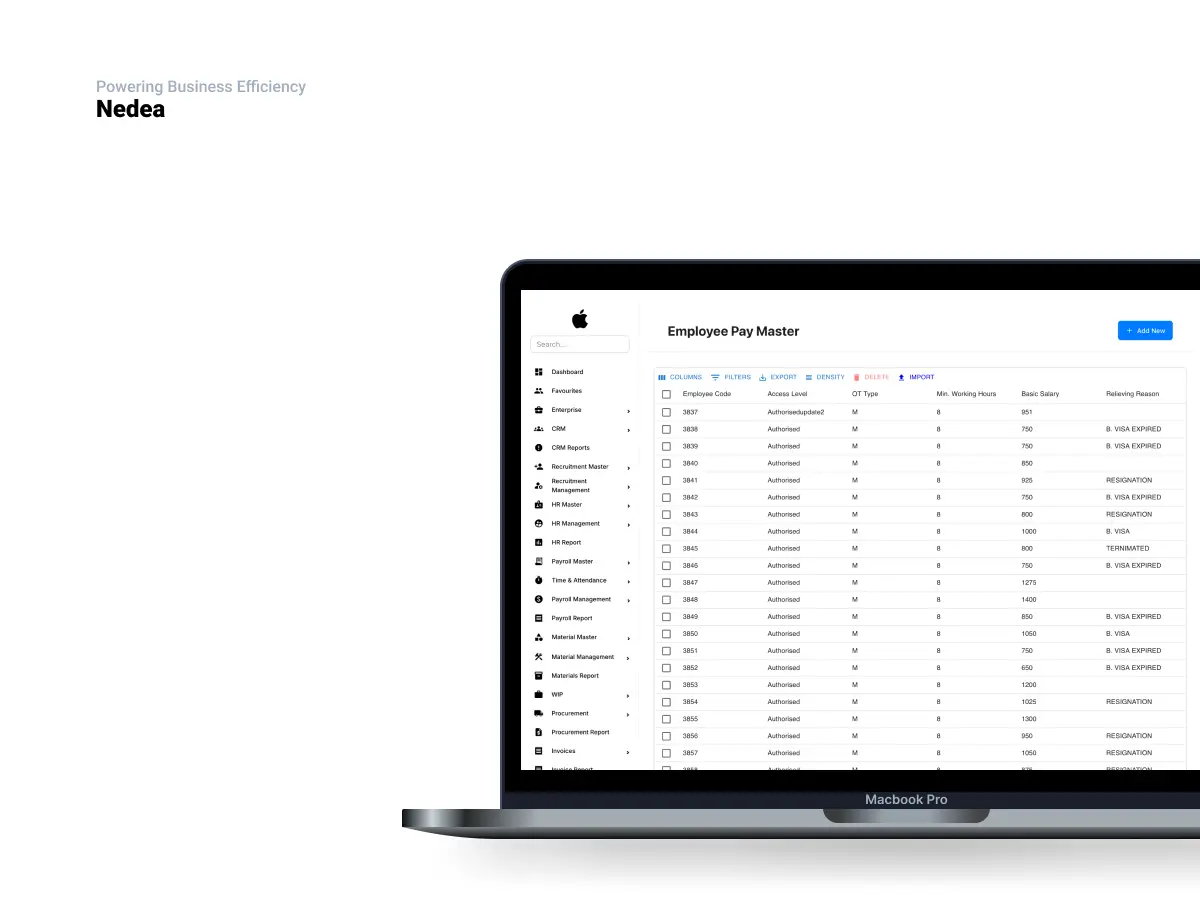 Powering Business Efficiency
Nedea
Search....
Dashboard
Favourites
Enterprise
CRM
CRM Reports
Recruitment Master
Recruitment
Management
HR Master
HR Management
HR Report
Payroll Master
Time & Attendance
Payroll Management
Payroll Report
Material Master
Material Management
Materials Report
WIP
Procurement
Procurement Report
Invoices
Invoice Report
Employee Pay Master
+ Add New
COLUMNS FILTERS EXPORT DENSITY DELETE IMPORT
Employee Code Access Level OT Type Min. Working Hours Basic Salary Relieving Reason
3837 Authorisedupdate2 M 8 951
3838 Authorised M 8 750 B. VISA EXPIRED
3839 Authorised M 8 750 B. VISA EXPIRED
3840 Authorised M 8 850
3841 Authorised M 8 925 RESIGNATION
3842 Authorised M 8 750 B. VISA EXPIRED
3843 Authorised M 8 800 RESIGNATION
3844 Authorised M 8 1000 B. VISA
3845 Authorised M 8 800 TERNIMATED
3846 Authorised M 8 750 B. VISA EXPIRED
3847 Authorised M 8 1275
3848 Authorised M 8 1400
3849 Authorised M 8 850 B. VISA EXPIRED
3850 Authorised M 8 1050 B. VISA
3851 Authorised M 8 750 B. VISA EXPIRED
3852 Authorised M 8 650 B. VISA EXPIRED
3853 Authorised M 8 1200
3854 Authorised M 8 1025 RESIGNATION
3855 Authorised M 8 1300
3856 Authorised M 8 950 RESIGNATION
3857 Authorised M 8 1050 RESIGNATION
3858 Authorised M 8 875 RESIGNATION
Macbook Pro